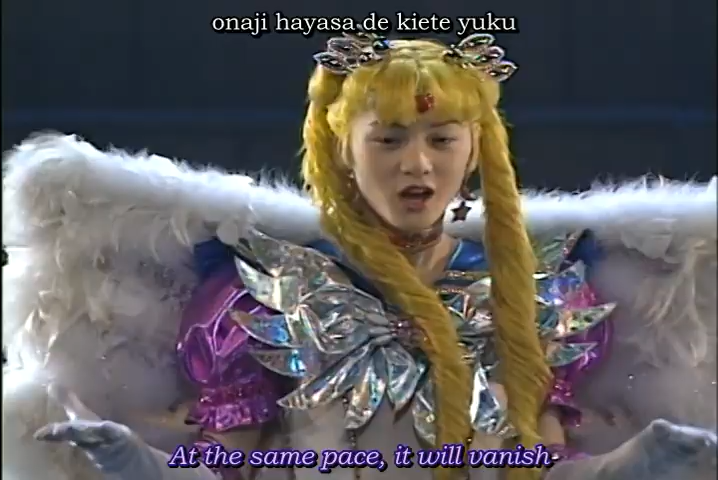 onaji hayasa de kiete yuku
At the same pace, it will vanish